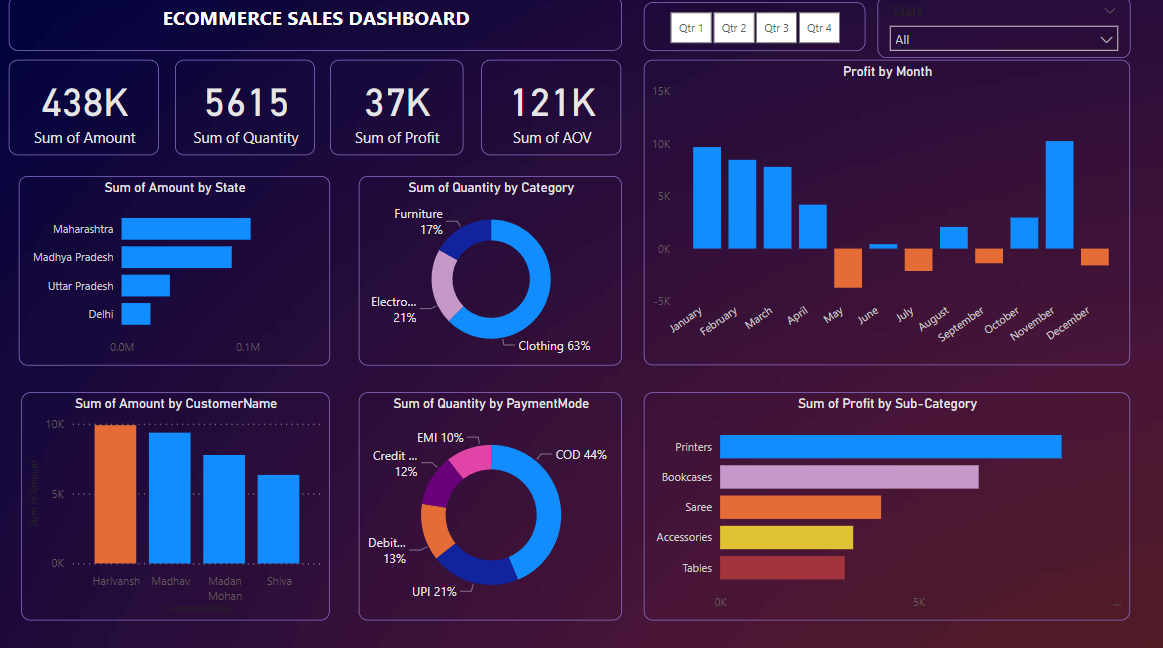 ECOMMERCE SALES DASHBOARD
Qtr 1
Qtr 2
Qtr 3
Qtr 4
State
All
438K
Sum of Amount
5615
Sum of Quantity
37K
Sum of Profit
121K
Sum of AOV
Profit by Month
15K
10K
5K
0K
-5K
January
February
March
April
May
June
July
August
September
October
November
December
Sum of Amount by State
Maharashtra
Madhya Pradesh
Uttar Pradesh
Delhi
0.0M
0.1M
Sum of Quantity by Category
Furniture
17%
Electro...
21%
Clothing 63%
Sum of Amount by CustomerName
Sum of Amount
10K
5K
0K
Harivansh
Madhav
Madan
Mohan
Shiva
CustomerName
Sum of Quantity by PaymentMode
EMI 10%
Credit ...
12%
Debit...
13%
UPI 21%
COD 44%
Sum of Profit by Sub-Category
Printers
Bookcases
Saree
Accessories
Tables
0K
5K
...